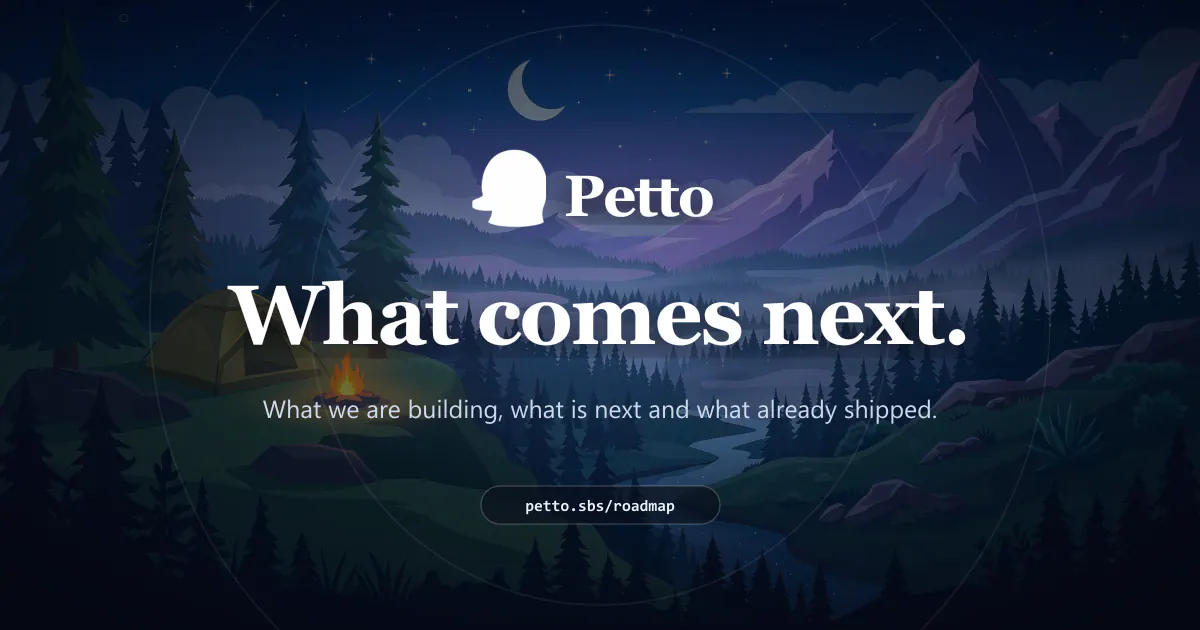 Petto
What comes next.
What we are building, what is next and what already shipped.
petto.sbs/roadmap